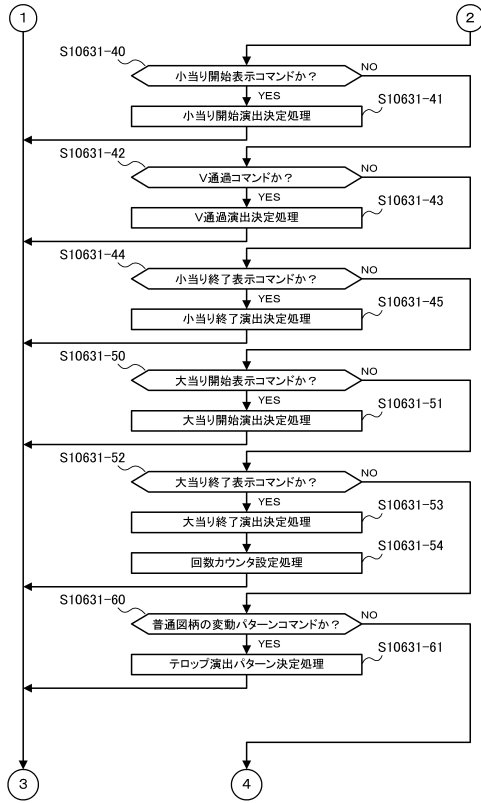 1
2
S10631-40
小当り開始表示コマンドか?
NO
YES
S10631-41
小当り開始演出決定処理
S10631-42
V通過コマンドか?
NO
YES
S10631-43
V通過演出決定処理
S10631-44
小当り終了表示コマンドか?
NO
YES
S10631-45
小当り終了演出決定処理
S10631-50
大当り開始表示コマンドか?
NO
YES
S10631-51
大当り開始演出決定処理
S10631-52
大当り終了表示コマンドか?
NO
YES
S10631-53
大当り終了演出決定処理
S10631-54
回数カウンタ設定処理
S10631-60
普通図柄の変動パターンコマンドか?
NO
YES
S10631-61
テロップ演出パターン決定処理
3
4